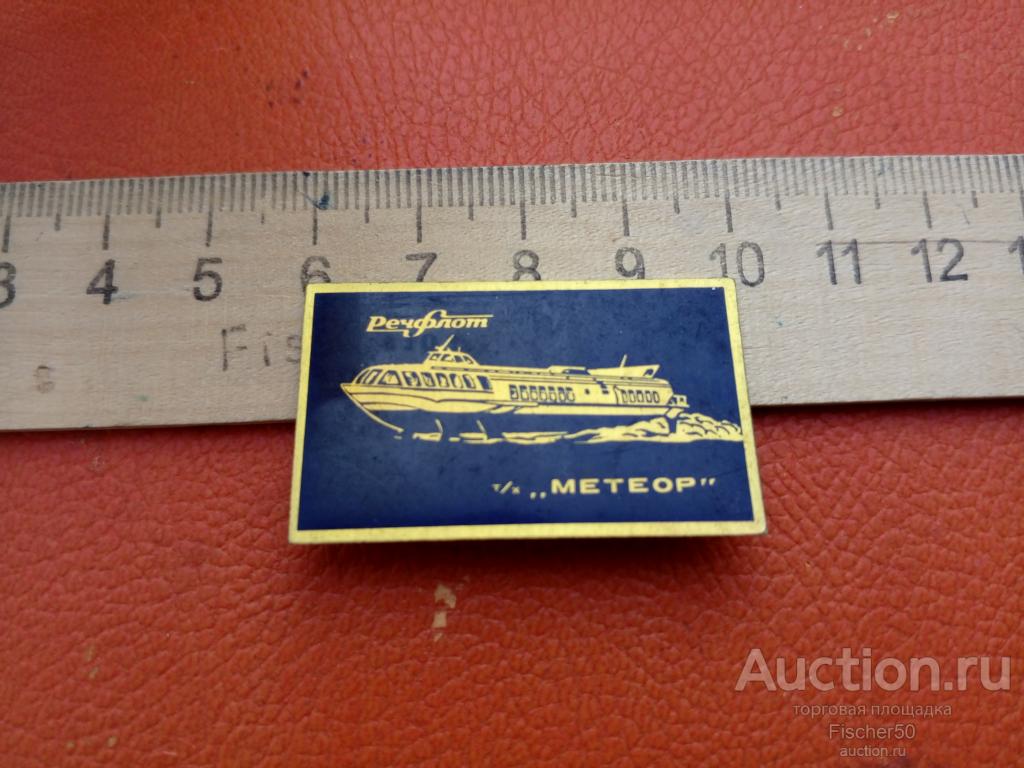 3 4 5 6 7 8 9 10 11 12
Fis
Речфлот
т/х „МЕТЕОР"
Auction.ru
торговая площадка
Fischer50
auction.ru